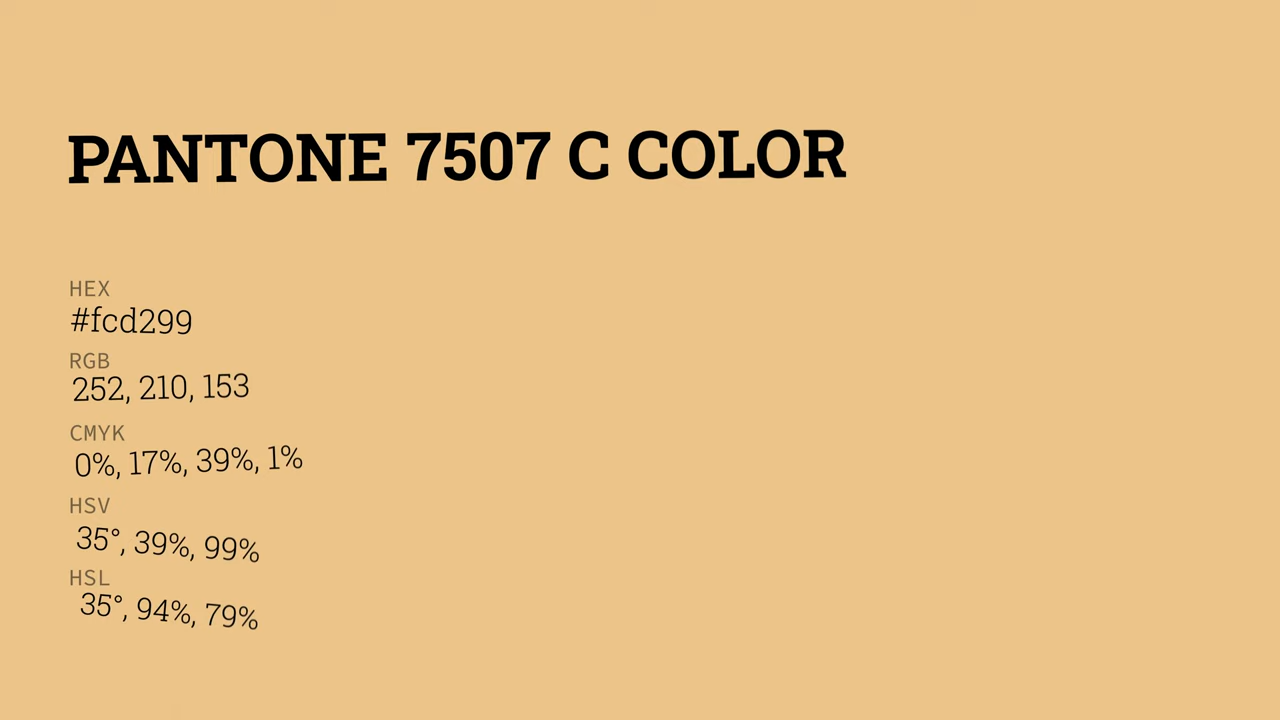 PANTONE 7507 C COLOR
HEX
#fcd299
RGB
252, 210, 153
CMYK
0%, 17%, 39%, 1%
HSV
35°, 39%, 99%
HSL
35°, 94%, 79%